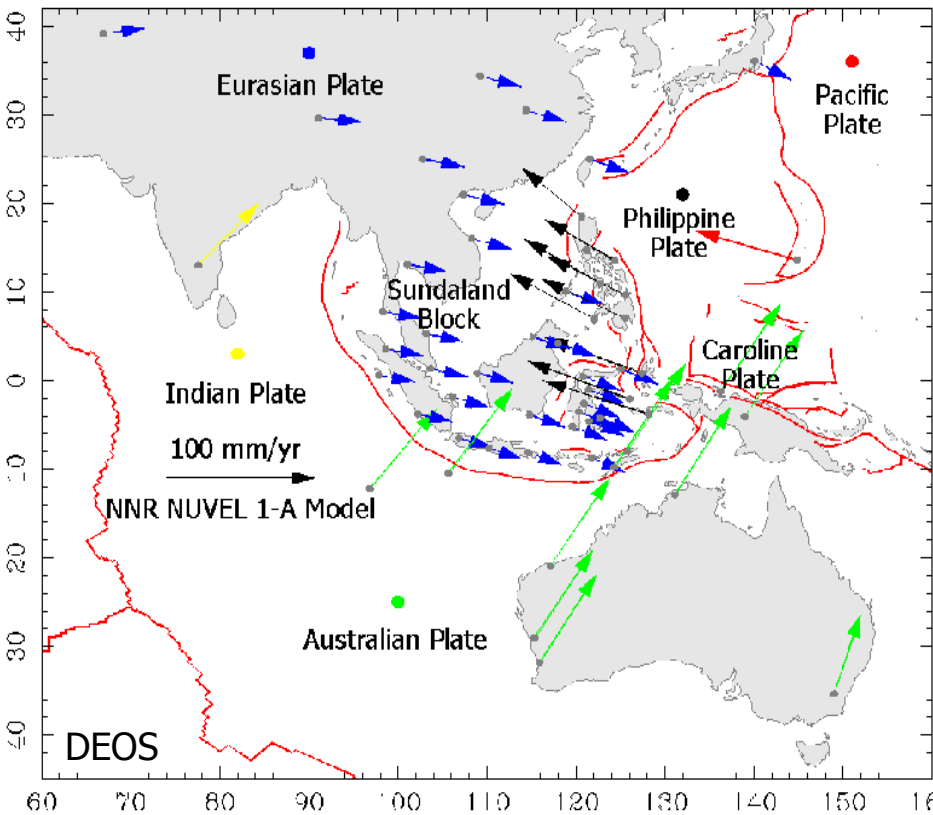 40
30
20
10
0
10
20
30
40
Eurasian Plate
Pacific
Plate
Philippine
Plate
Sundaland
Block
Caroline
Plate
Indian Plate
100 mm/yr
NNR NUVEL 1-A Model
Australian Plate
DEOS
60 70 80 90 100 110 120 130 140 150 16